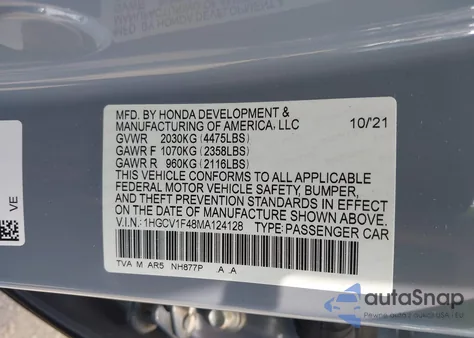 MFD. BY HONDA DEVELOPMENT &
MANUFACTURING OF AMERICA, LLC 10/21
GVWR 2030KG (4475LBS)
GAWR F 1070KG (2358LBS)
GAWR R 960KG (2116LBS)
THIS VEHICLE CONFORMS TO ALL APPLICABLE
FEDERAL MOTOR VEHICLE SAFETY, BUMPER,
AND THEFT PREVENTION STANDARDS IN EFFECT
ON THE DATE OF MANUFACTURE SHOWN ABOVE.
V.I.N.: 1HGCV1F48MA124128 TYPE: PASSENGER CAR
TVA M AR5 NH877P A A
VE
autoSnap